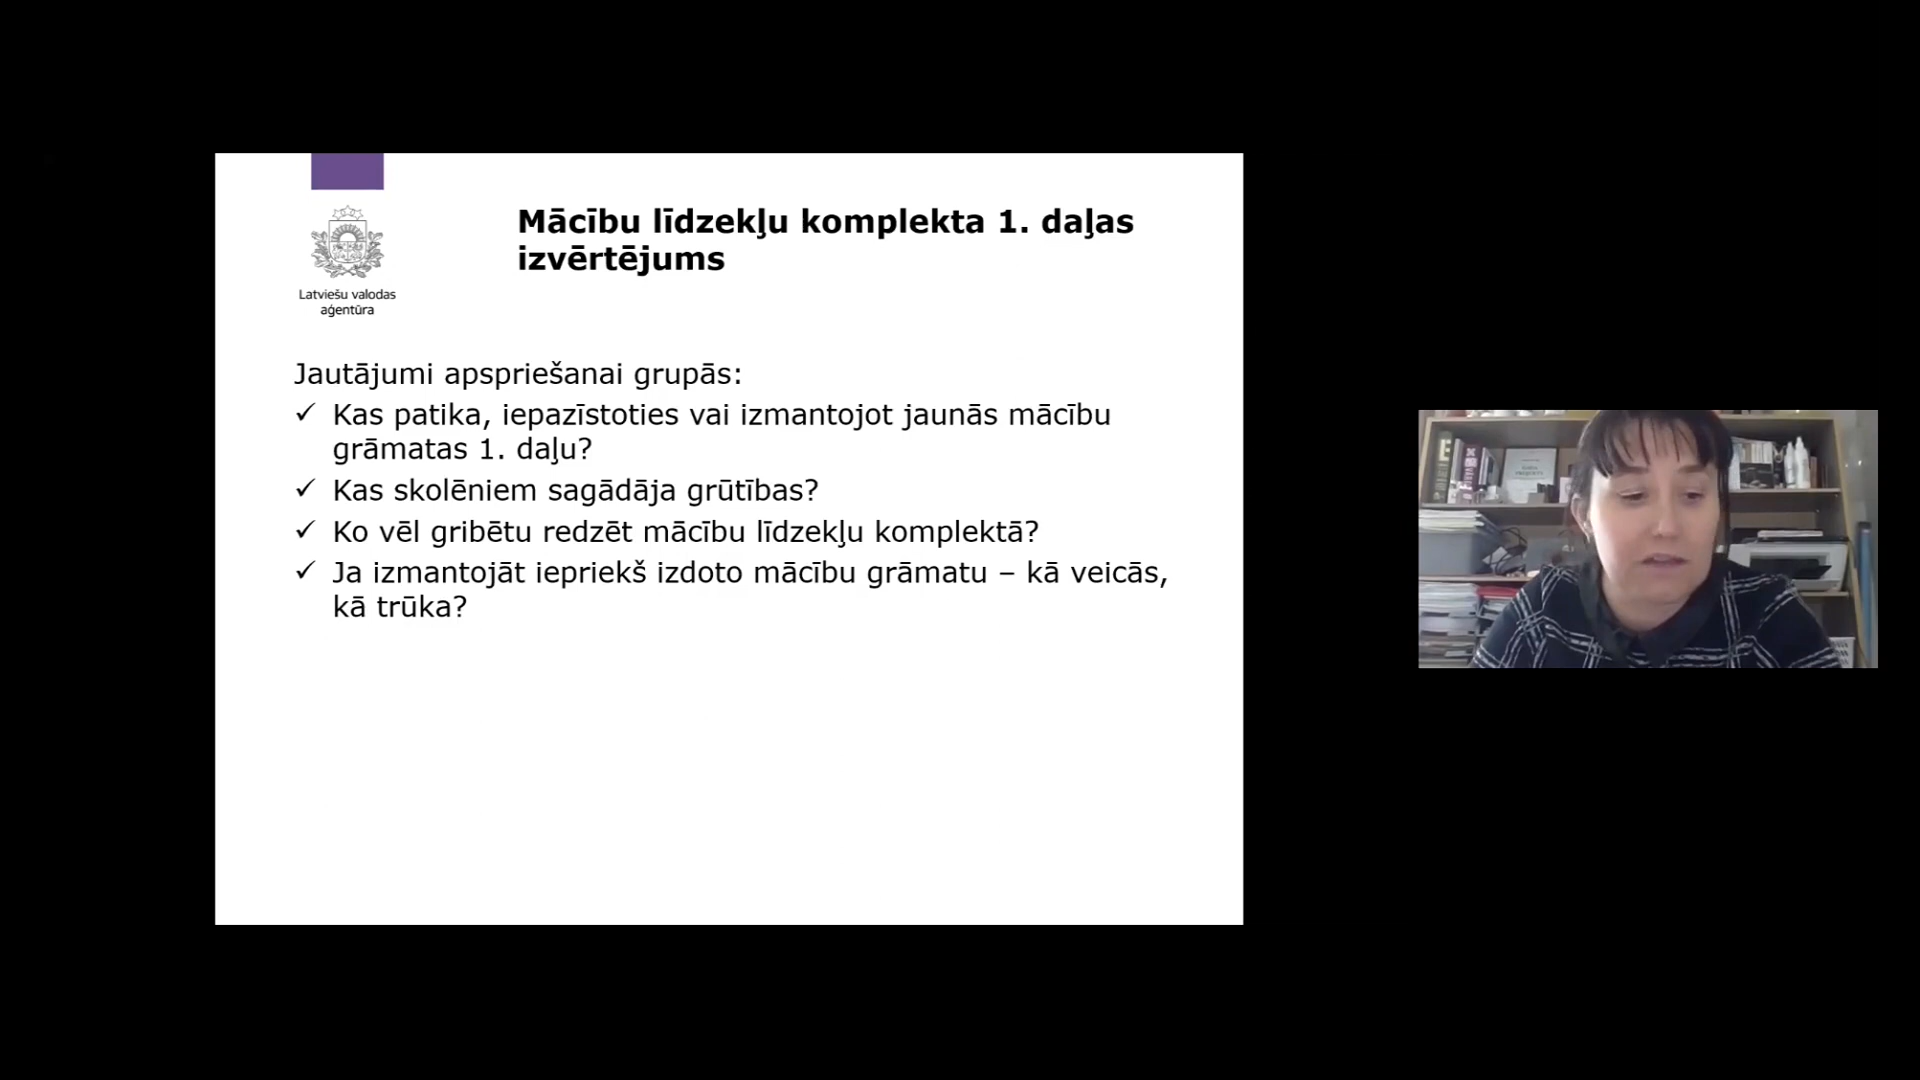 Latviešu valodas
aģentūra
Mācību līdzekļu komplekta 1. daļas
izvērtējums
Jautājumi apspriešanai grupās:
✓ Kas patika, iepazīstoties vai izmantojot jaunās mācību
grāmatas 1. daļu?
✓ Kas skolēniem sagādāja grūtības?
✓ Ko vēl gribētu redzēt mācību līdzekļu komplektā?
✓ Ja izmantojāt iepriekš izdoto mācību grāmatu – kā veicās,
kā trūka?